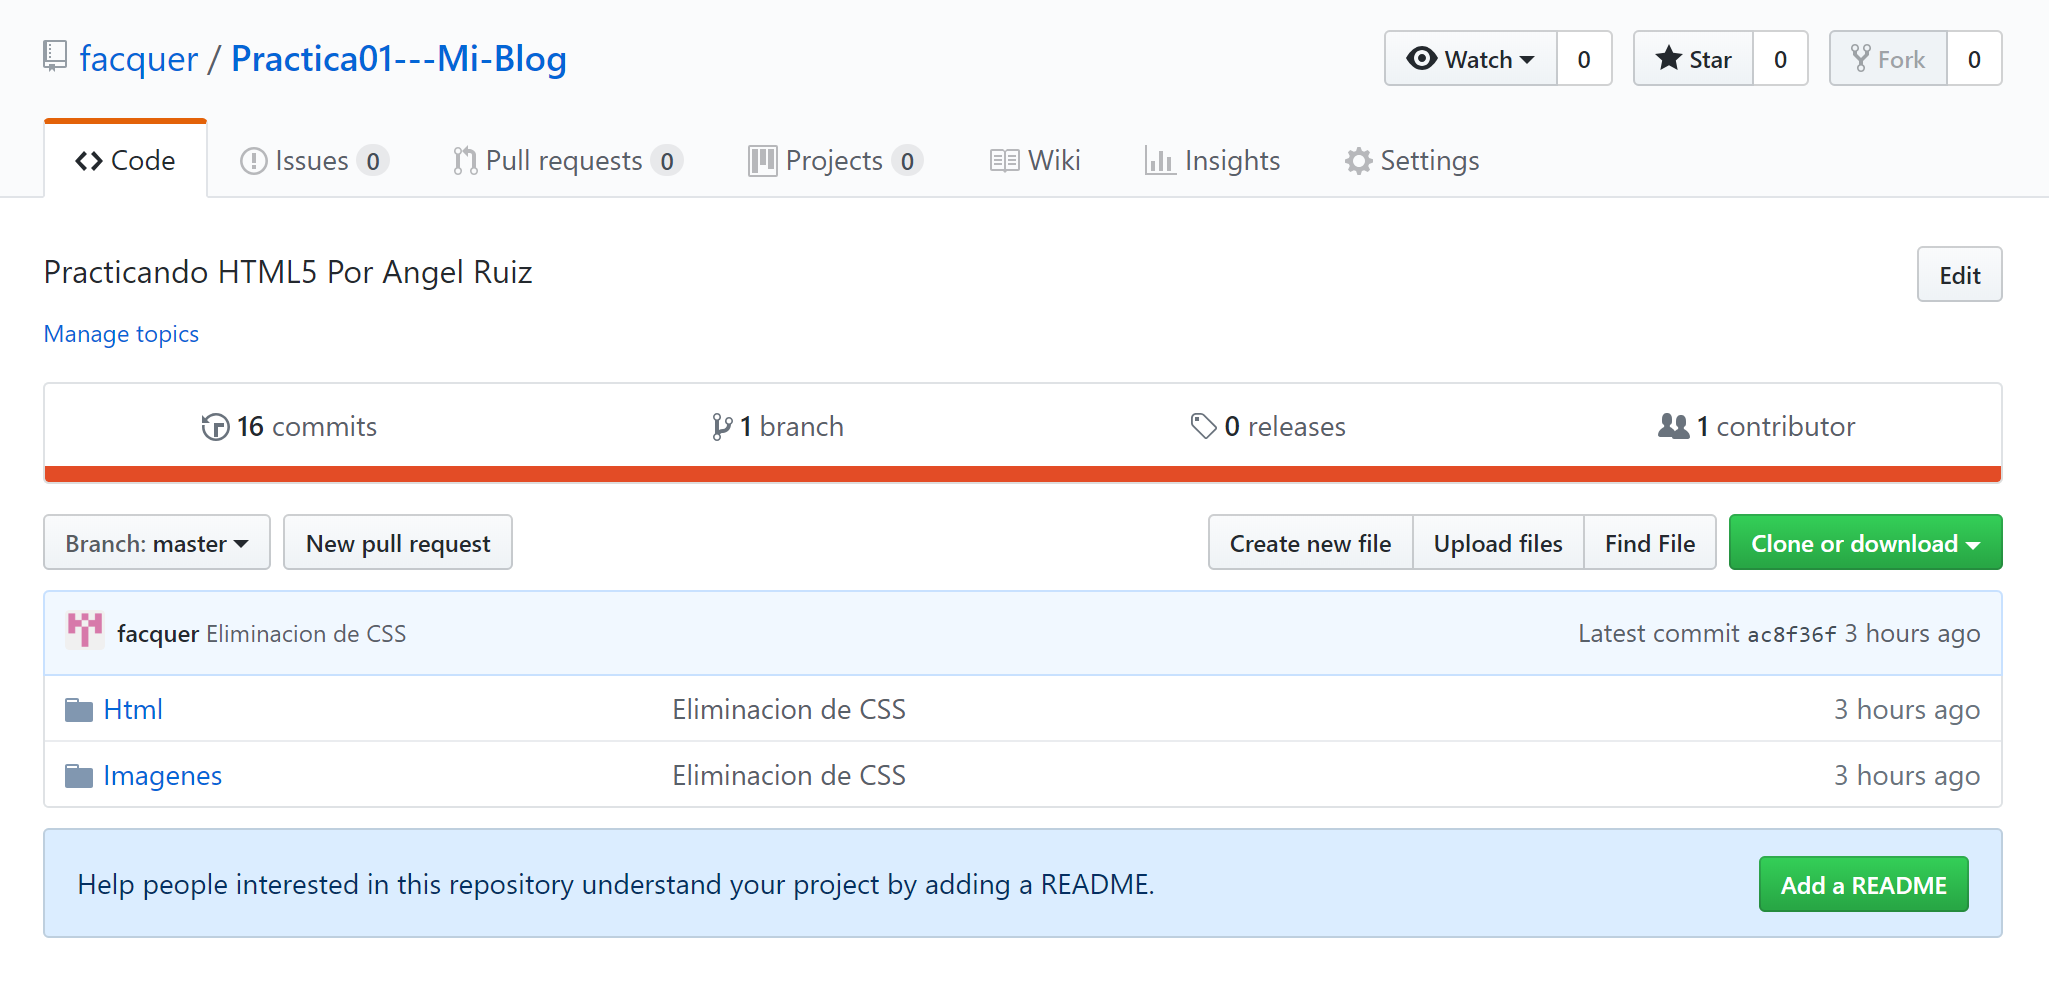 facquer / Practica01---Mi-Blog
Watch 0 Star 0 Fork 0
Code Issues 0 Pull requests 0 Projects 0 Wiki Insights Settings
Practicando HTML5 Por Angel Ruiz
Edit
Manage topics
16 commits 1 branch 0 releases 1 contributor
Branch: master New pull request Create new file Upload files Find File Clone or download
facquer Eliminacion de CSS Latest commit ac8f36f 3 hours ago
Html Eliminacion de CSS 3 hours ago
Imagenes Eliminacion de CSS 3 hours ago
Help people interested in this repository understand your project by adding a README. Add a README